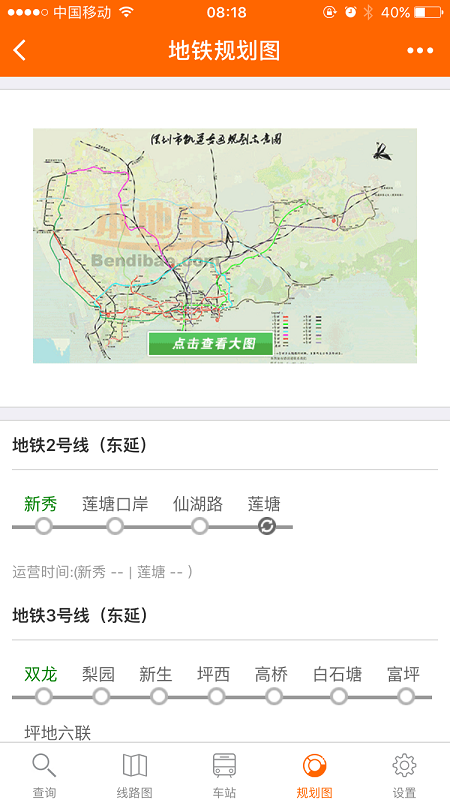 中国移动
08:18
40%
地铁规划图
深圳市轨道交通规划示意图
本地宝
Bendibao.com
点击查看大图
地铁2号线（东延）
新秀 莲塘口岸 仙湖路 莲塘
运营时间:(新秀 -- | 莲塘 -- )
地铁3号线（东延）
双龙 梨园 新生 坪西 高桥 白石塘 富坪
坪地六联
查询 线路图 车站 规划图 设置